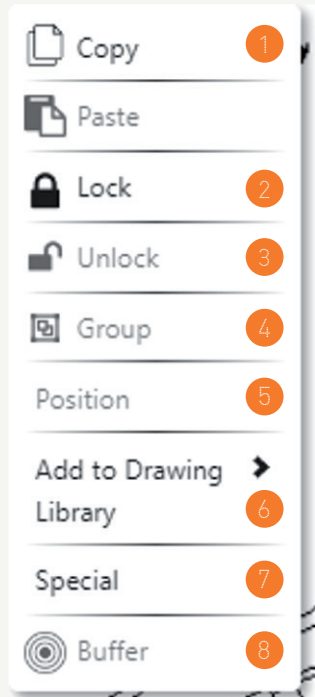 Copy 1
Paste
Lock 2
Unlock 3
Group 4
Position 5
Add to Drawing
Library 6
Special 7
Buffer 8